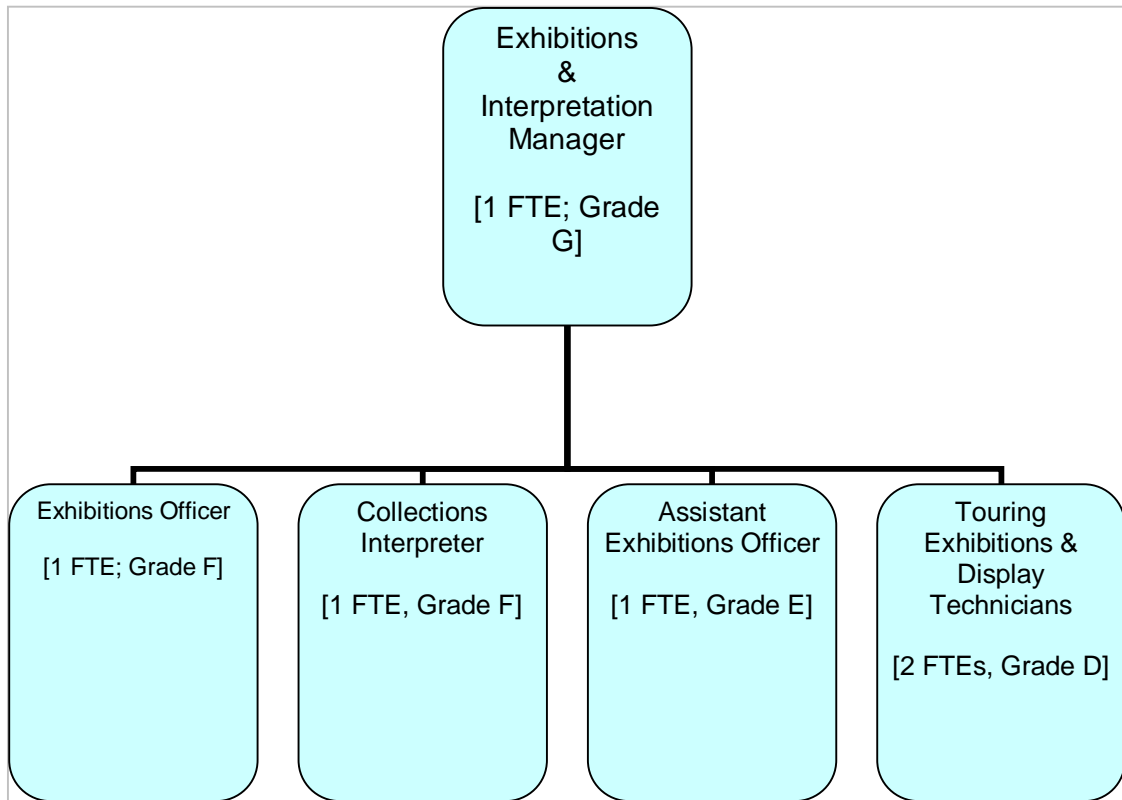 Exhibitions
&
Interpretation
Manager
[1 FTE; Grade
G]
Exhibitions Officer
[1 FTE; Grade F]
Collections
Interpreter
[1 FTE, Grade F]
Assistant
Exhibitions Officer
[1 FTE, Grade E]
Touring
Exhibitions &
Display
Technicians
[2 FTEs, Grade D]